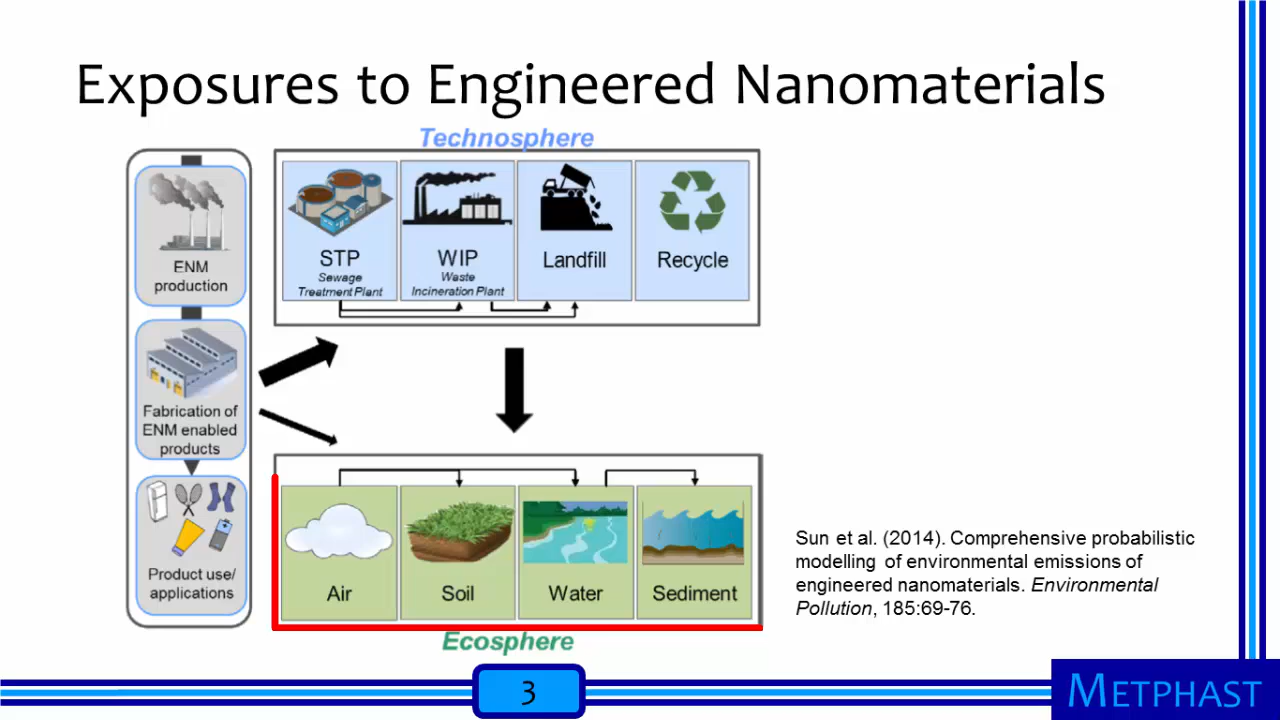 Exposures to Engineered Nanomaterials
Technosphere
ENM
production
Fabrication of
ENM enabled
products
Product use/
applications
STP
Sewage
Treatment Plant
WIP
Waste
Incineration Plant
Landfill
Recycle
Air
Soil
Water
Sediment
Ecosphere
Sun et al. (2014). Comprehensive probabilistic
modelling of environmental emissions of
engineered nanomaterials. Environmental
Pollution, 185:69-76.
3
METPHAST